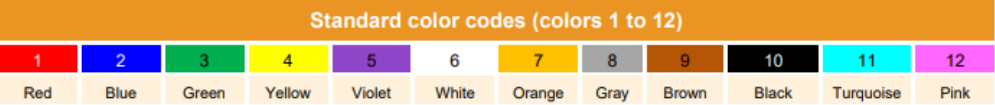 Standard color codes (colors 1 to 12)
1 2 3 4 5 6 7 8 9 10 11 12
Red Blue Green Yellow Violet White Orange Gray Brown Black Turquoise Pink